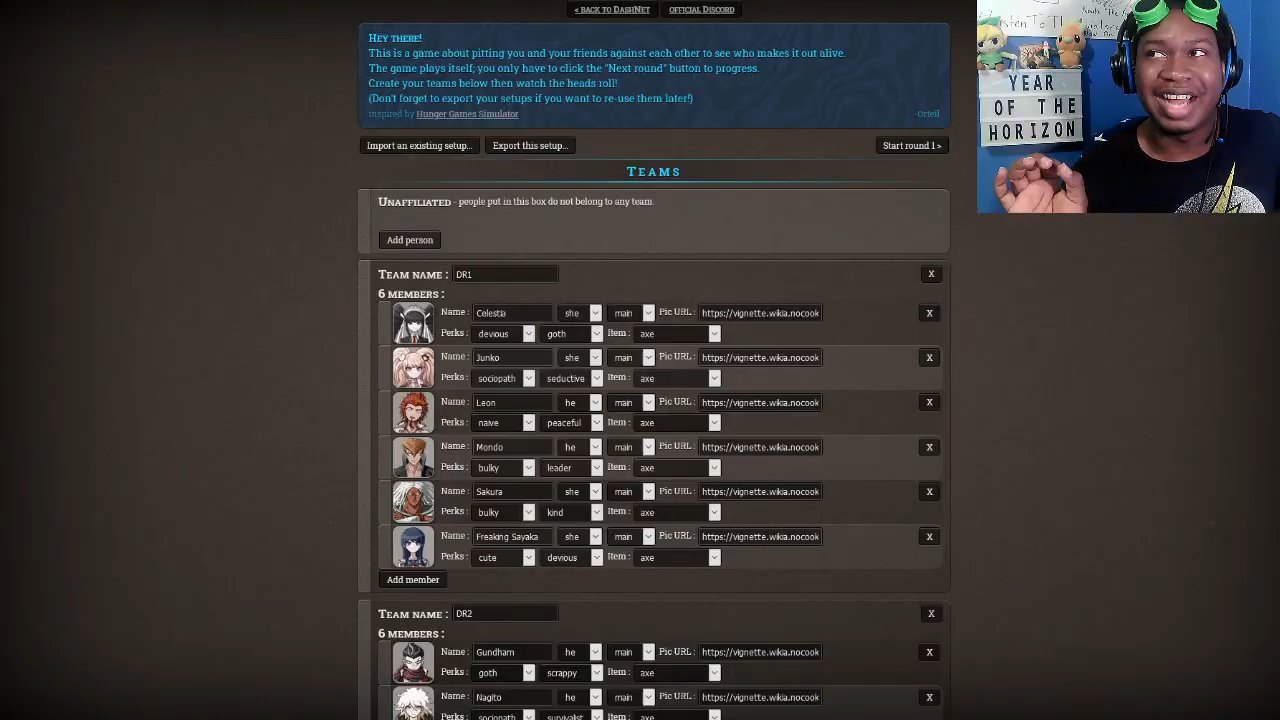 < BACK TO DASHNET
OFFICIAL DISCORD
HEY THERE!
This is a game about pitting you and your friends against each other to see who makes it out alive.
The game plays itself; you only have to click the "Next round" button to progress.
Create your teams below then watch the heads roll!
(Don't forget to export your setups if you want to re-use them later!)
inspired by Hunger Games Simulator
-Orteil
Import an existing setup...
Export this setup...
Start round 1 >
TEAMS
UNAFFILIATED - people put in this box do not belong to any team.
Add person
TEAM NAME : DR1 X
6 MEMBERS :
Name : Celestia she main Pic URL : https://vignette.wikia.nocook X
Perks : devious goth Item : axe
Name : Junko she main Pic URL : https://vignette.wikia.nocook X
Perks : sociopath seductive Item : axe
Name : Leon he main Pic URL : https://vignette.wikia.nocook X
Perks : naive peaceful Item : axe
Name : Mondo he main Pic URL : https://vignette.wikia.nocook X
Perks : bulky leader Item : axe
Name : Sakura she main Pic URL : https://vignette.wikia.nocook X
Perks : bulky kind Item : axe
Name : Freaking Sayaka she main Pic URL : https://vignette.wikia.nocook X
Perks : cute devious Item : axe
Add member
TEAM NAME : DR2 X
6 MEMBERS :
Name : Gundham he main Pic URL : https://vignette.wikia.nocook X
Perks : goth scrappy Item : axe
Name : Nagito he main Pic URL : https://vignette.wikia.nocook X
Perks : sociopath survivalist Item : axe
YEAR
OF THE
HORIZON